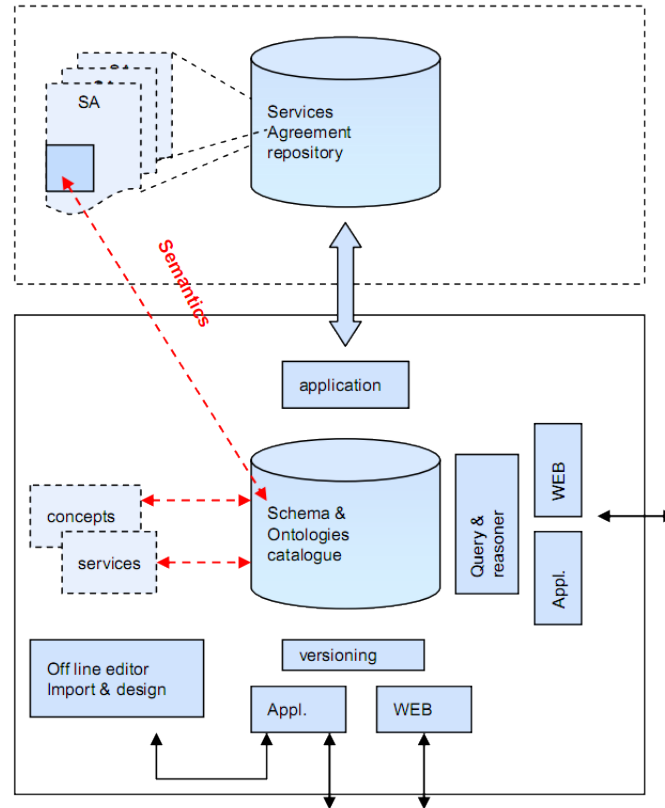 SA
Services
Agreement
repository
Semantics
application
WEB
concepts
services
Schema &
Ontologies
catalogue
Query &
reasoner
Appl.
versioning
Off line editor
Import & design
Appl.
WEB